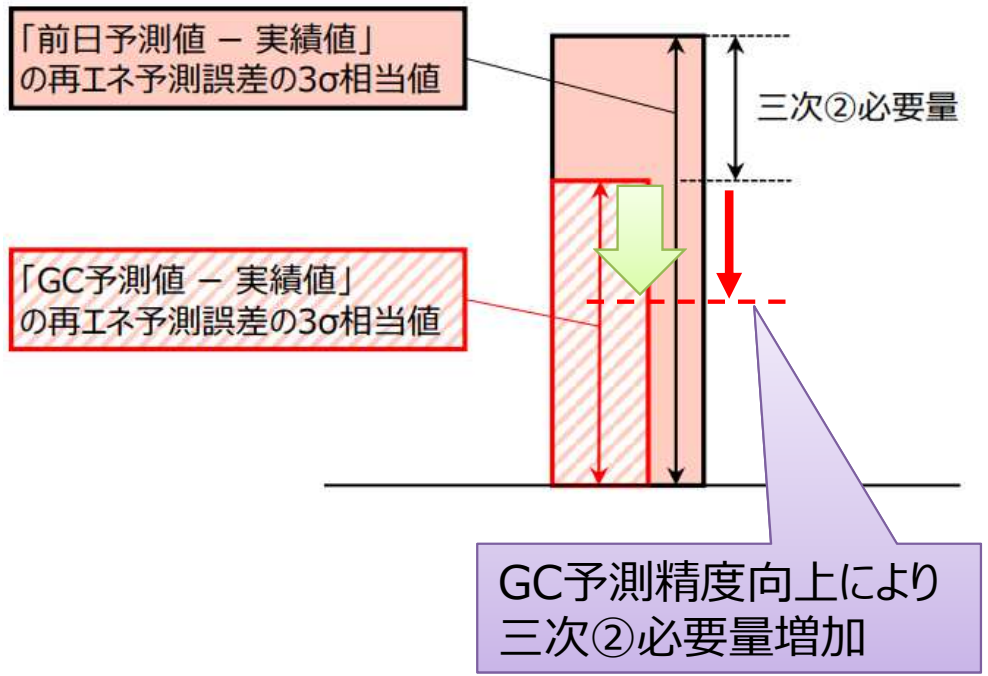 「前日予測値 － 実績値」
の再エネ予測誤差の3σ相当値
三次②必要量
「GC予測値 － 実績値」
の再エネ予測誤差の3σ相当値
GC予測精度向上により
三次②必要量増加